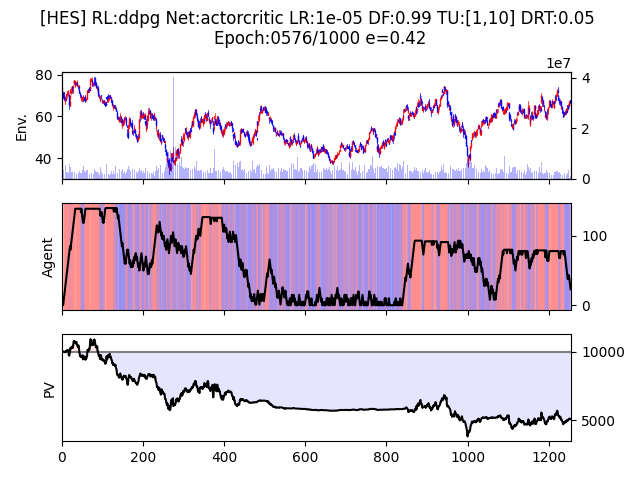 [HES] RL:ddpg Net:actorcritic LR:1e-05 DF:0.99 TU:[1,10] DRT:0.05
Epoch:0576/1000 e=0.42
1e7
80
60
40
Env.
4
2
0
Agent
100
0
PV
10000
5000
0 200 400 600 800 1000 1200